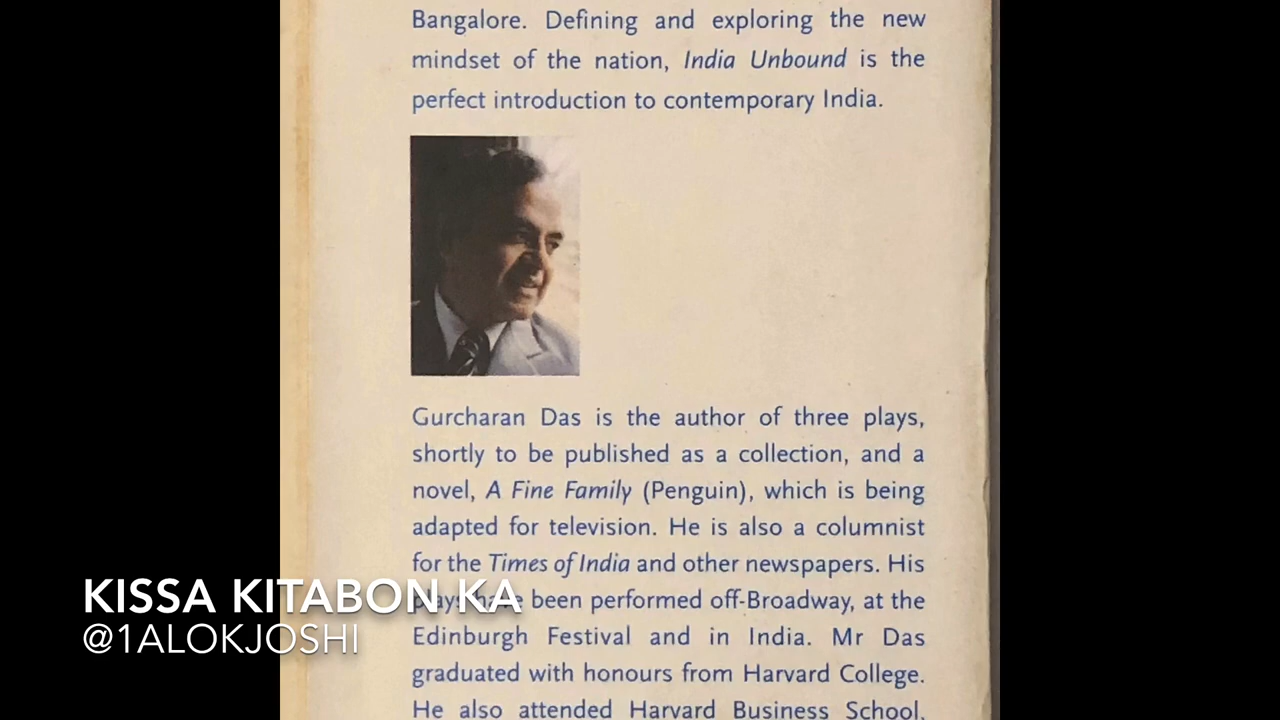 Bangalore. Defining and exploring the new
mindset of the nation, India Unbound is the
perfect introduction to contemporary India.
Gurcharan Das is the author of three plays,
shortly to be published as a collection, and a
novel, A Fine Family (Penguin), which is being
adapted for television. He is also a columnist
for the Times of India and other newspapers. His
plays have been performed off-Broadway, at the
Edinburgh Festival and in India. Mr Das
graduated with honours from Harvard College.
He also attended Harvard Business School,
KISSA KITABON KA
@1ALOKJOSHI